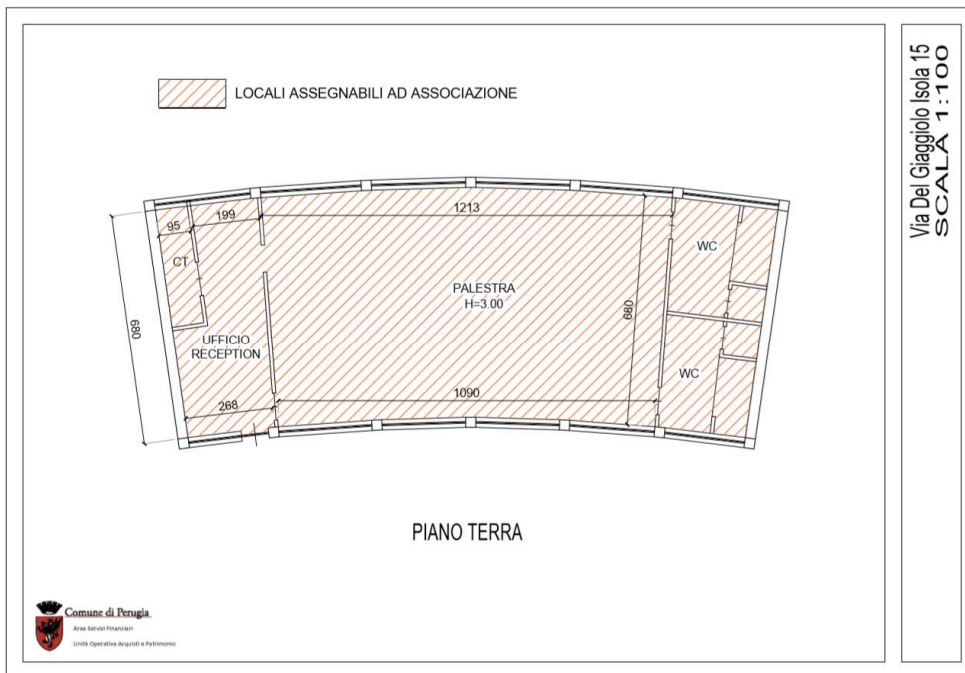 LOCALI ASSEGNABILI AD ASSOCIAZIONE
95
199
1213
CT
WC
680
PALESTRA
H=3.00
680
UFFICIO
RECEPTION
WC
268
1090
PIANO TERRA
Comune di Perugia
Area Servizi Finanziari
Unità Operativa Acquisti e Patrimonio
Via Del Giaggiolo Isola 15
SCALA 1:100